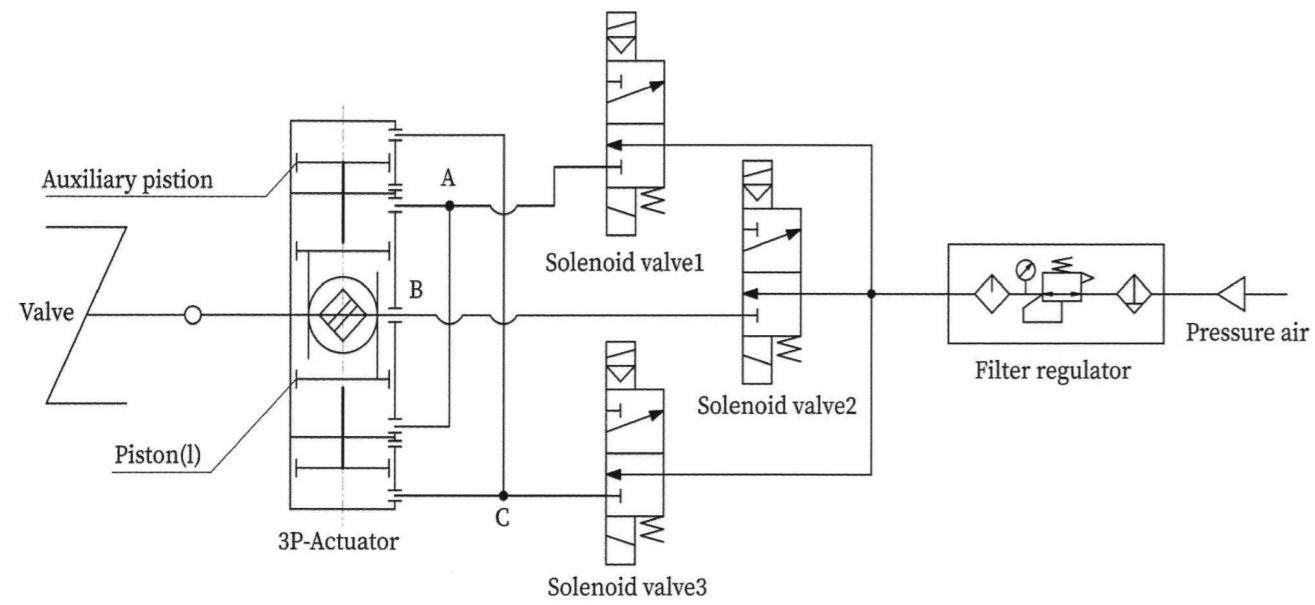 Auxiliary pistion
A
Solenoid valve1
Valve
B
Pressure air
Filter regulator
Solenoid valve2
Piston(l)
C
3P-Actuator
Solenoid valve3